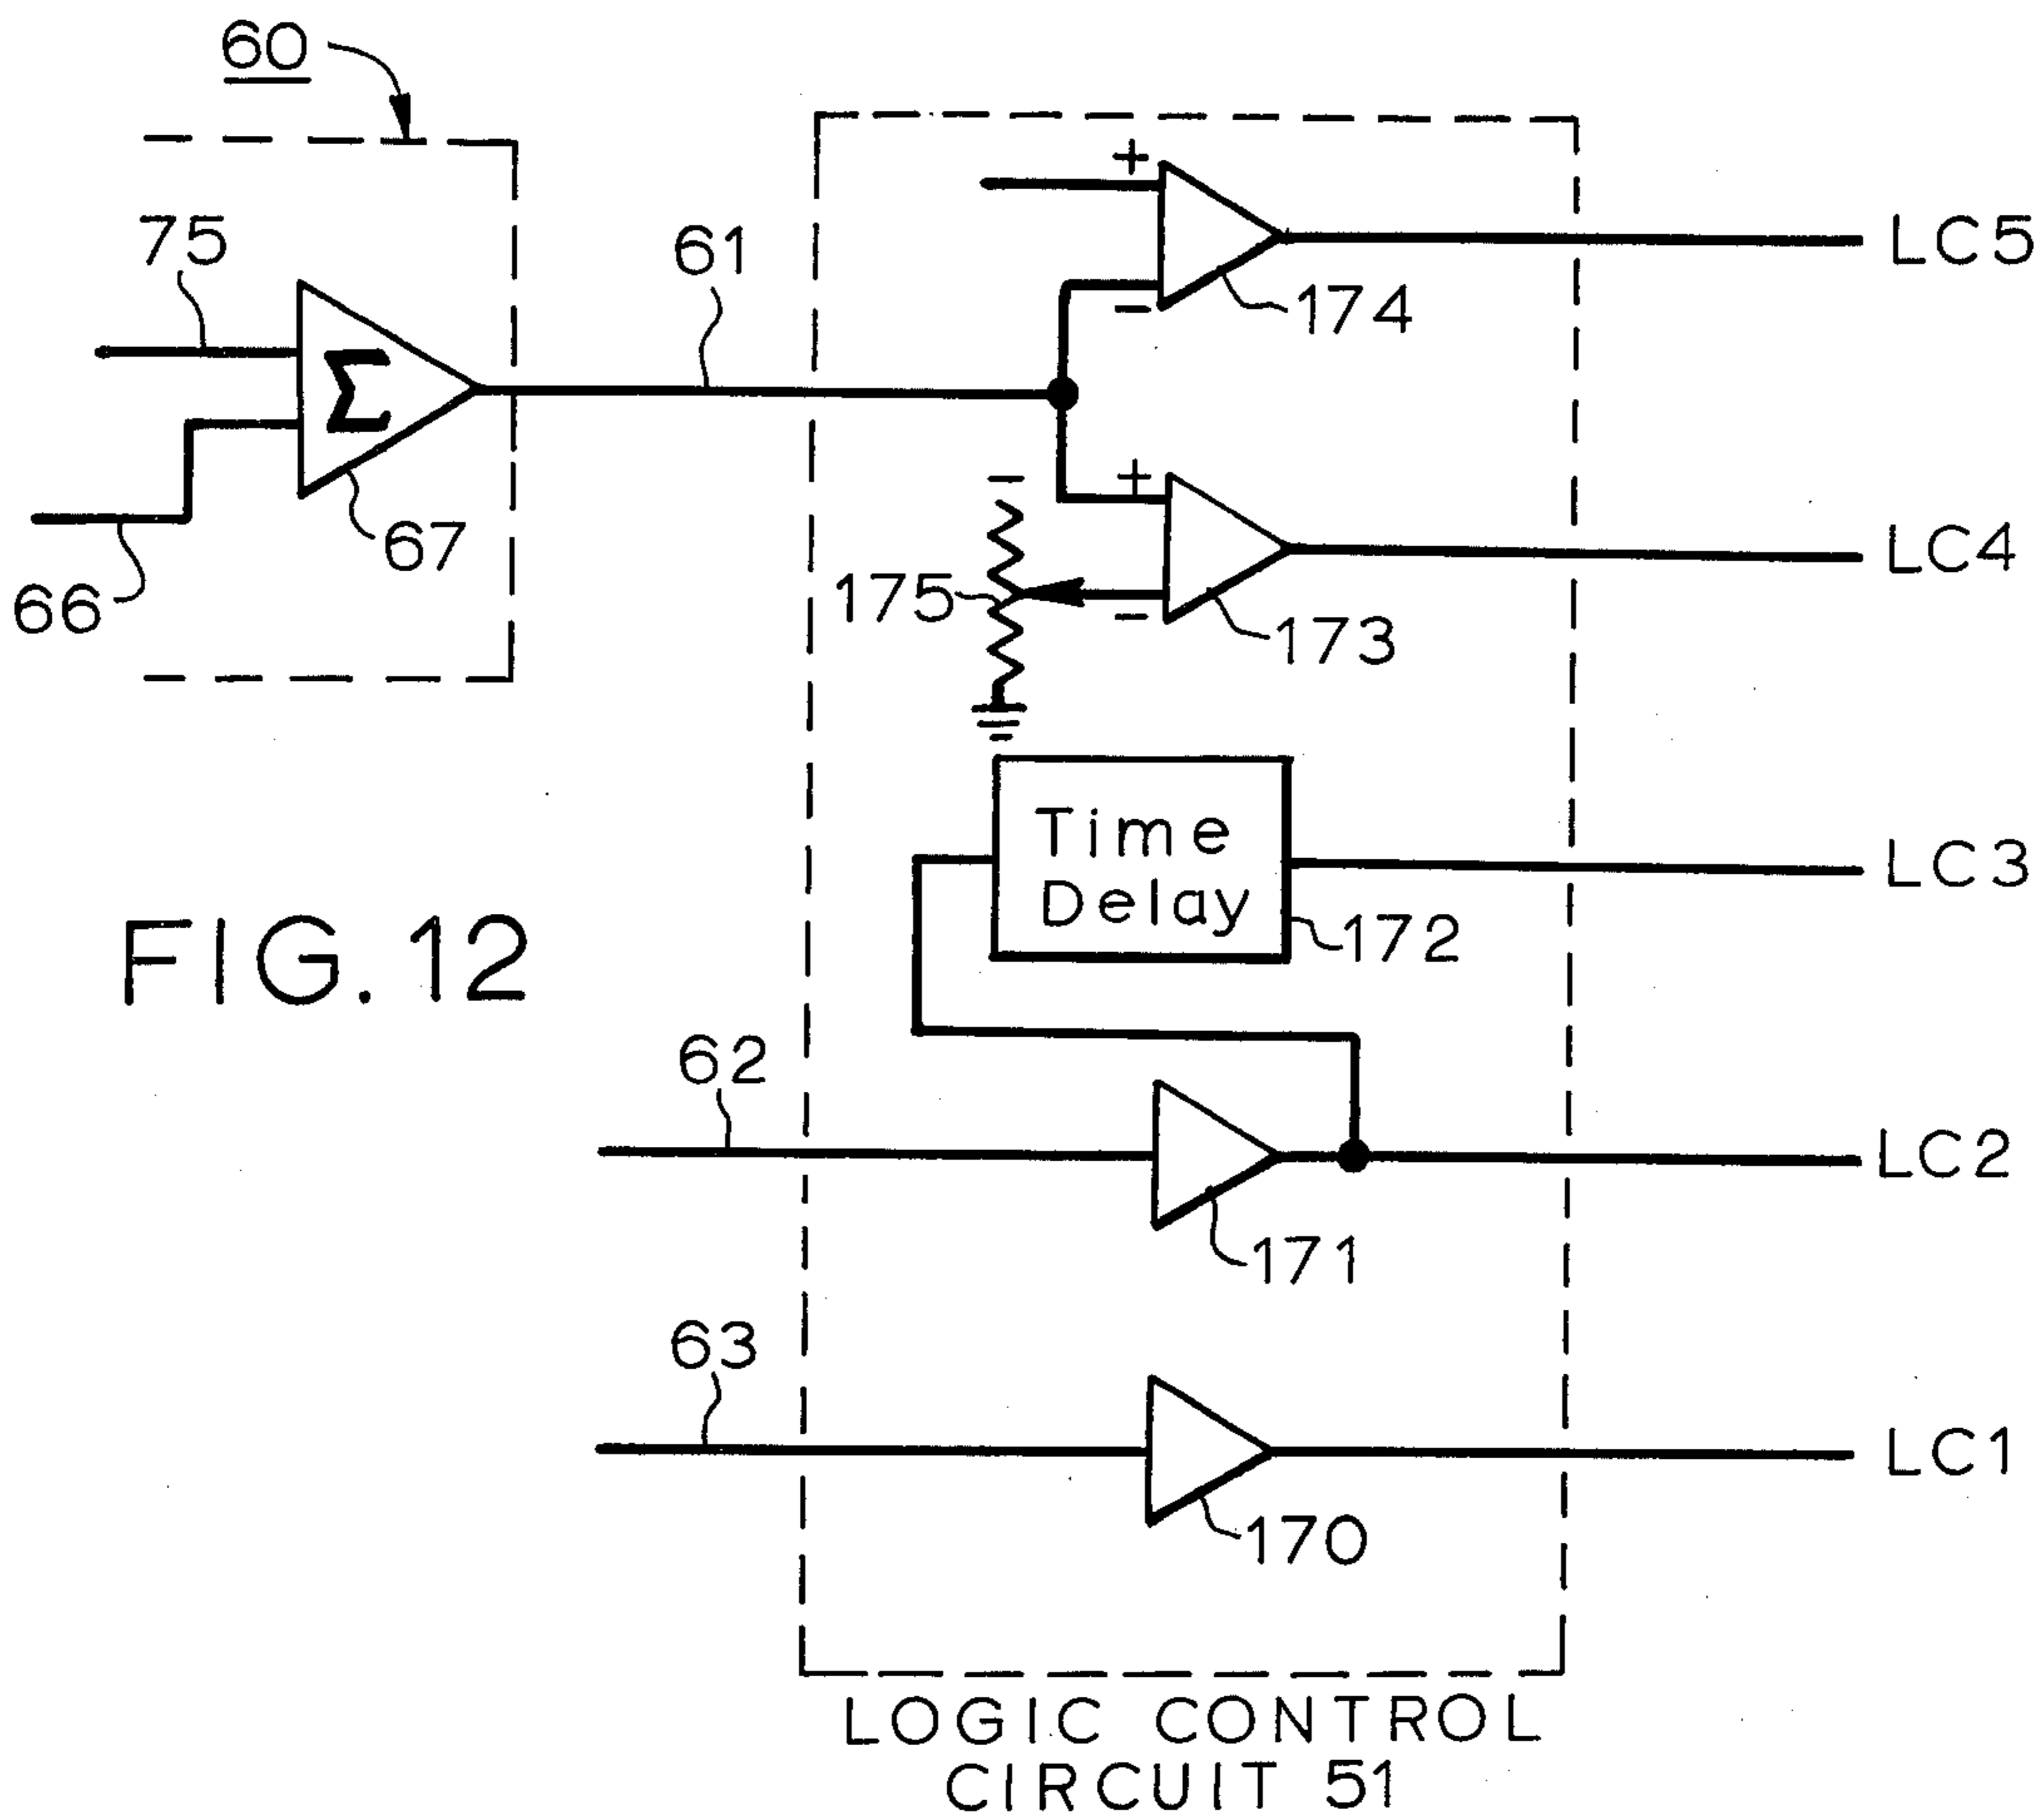 60
75
61
+
LC5
-
174
Σ
-
+
LC4
67
175
66
-
173
Time
Delay
LC3
172
FIG. 12
62
LC2
171
63
LC1
170
LOGIC CONTROL
CIRCUIT 51